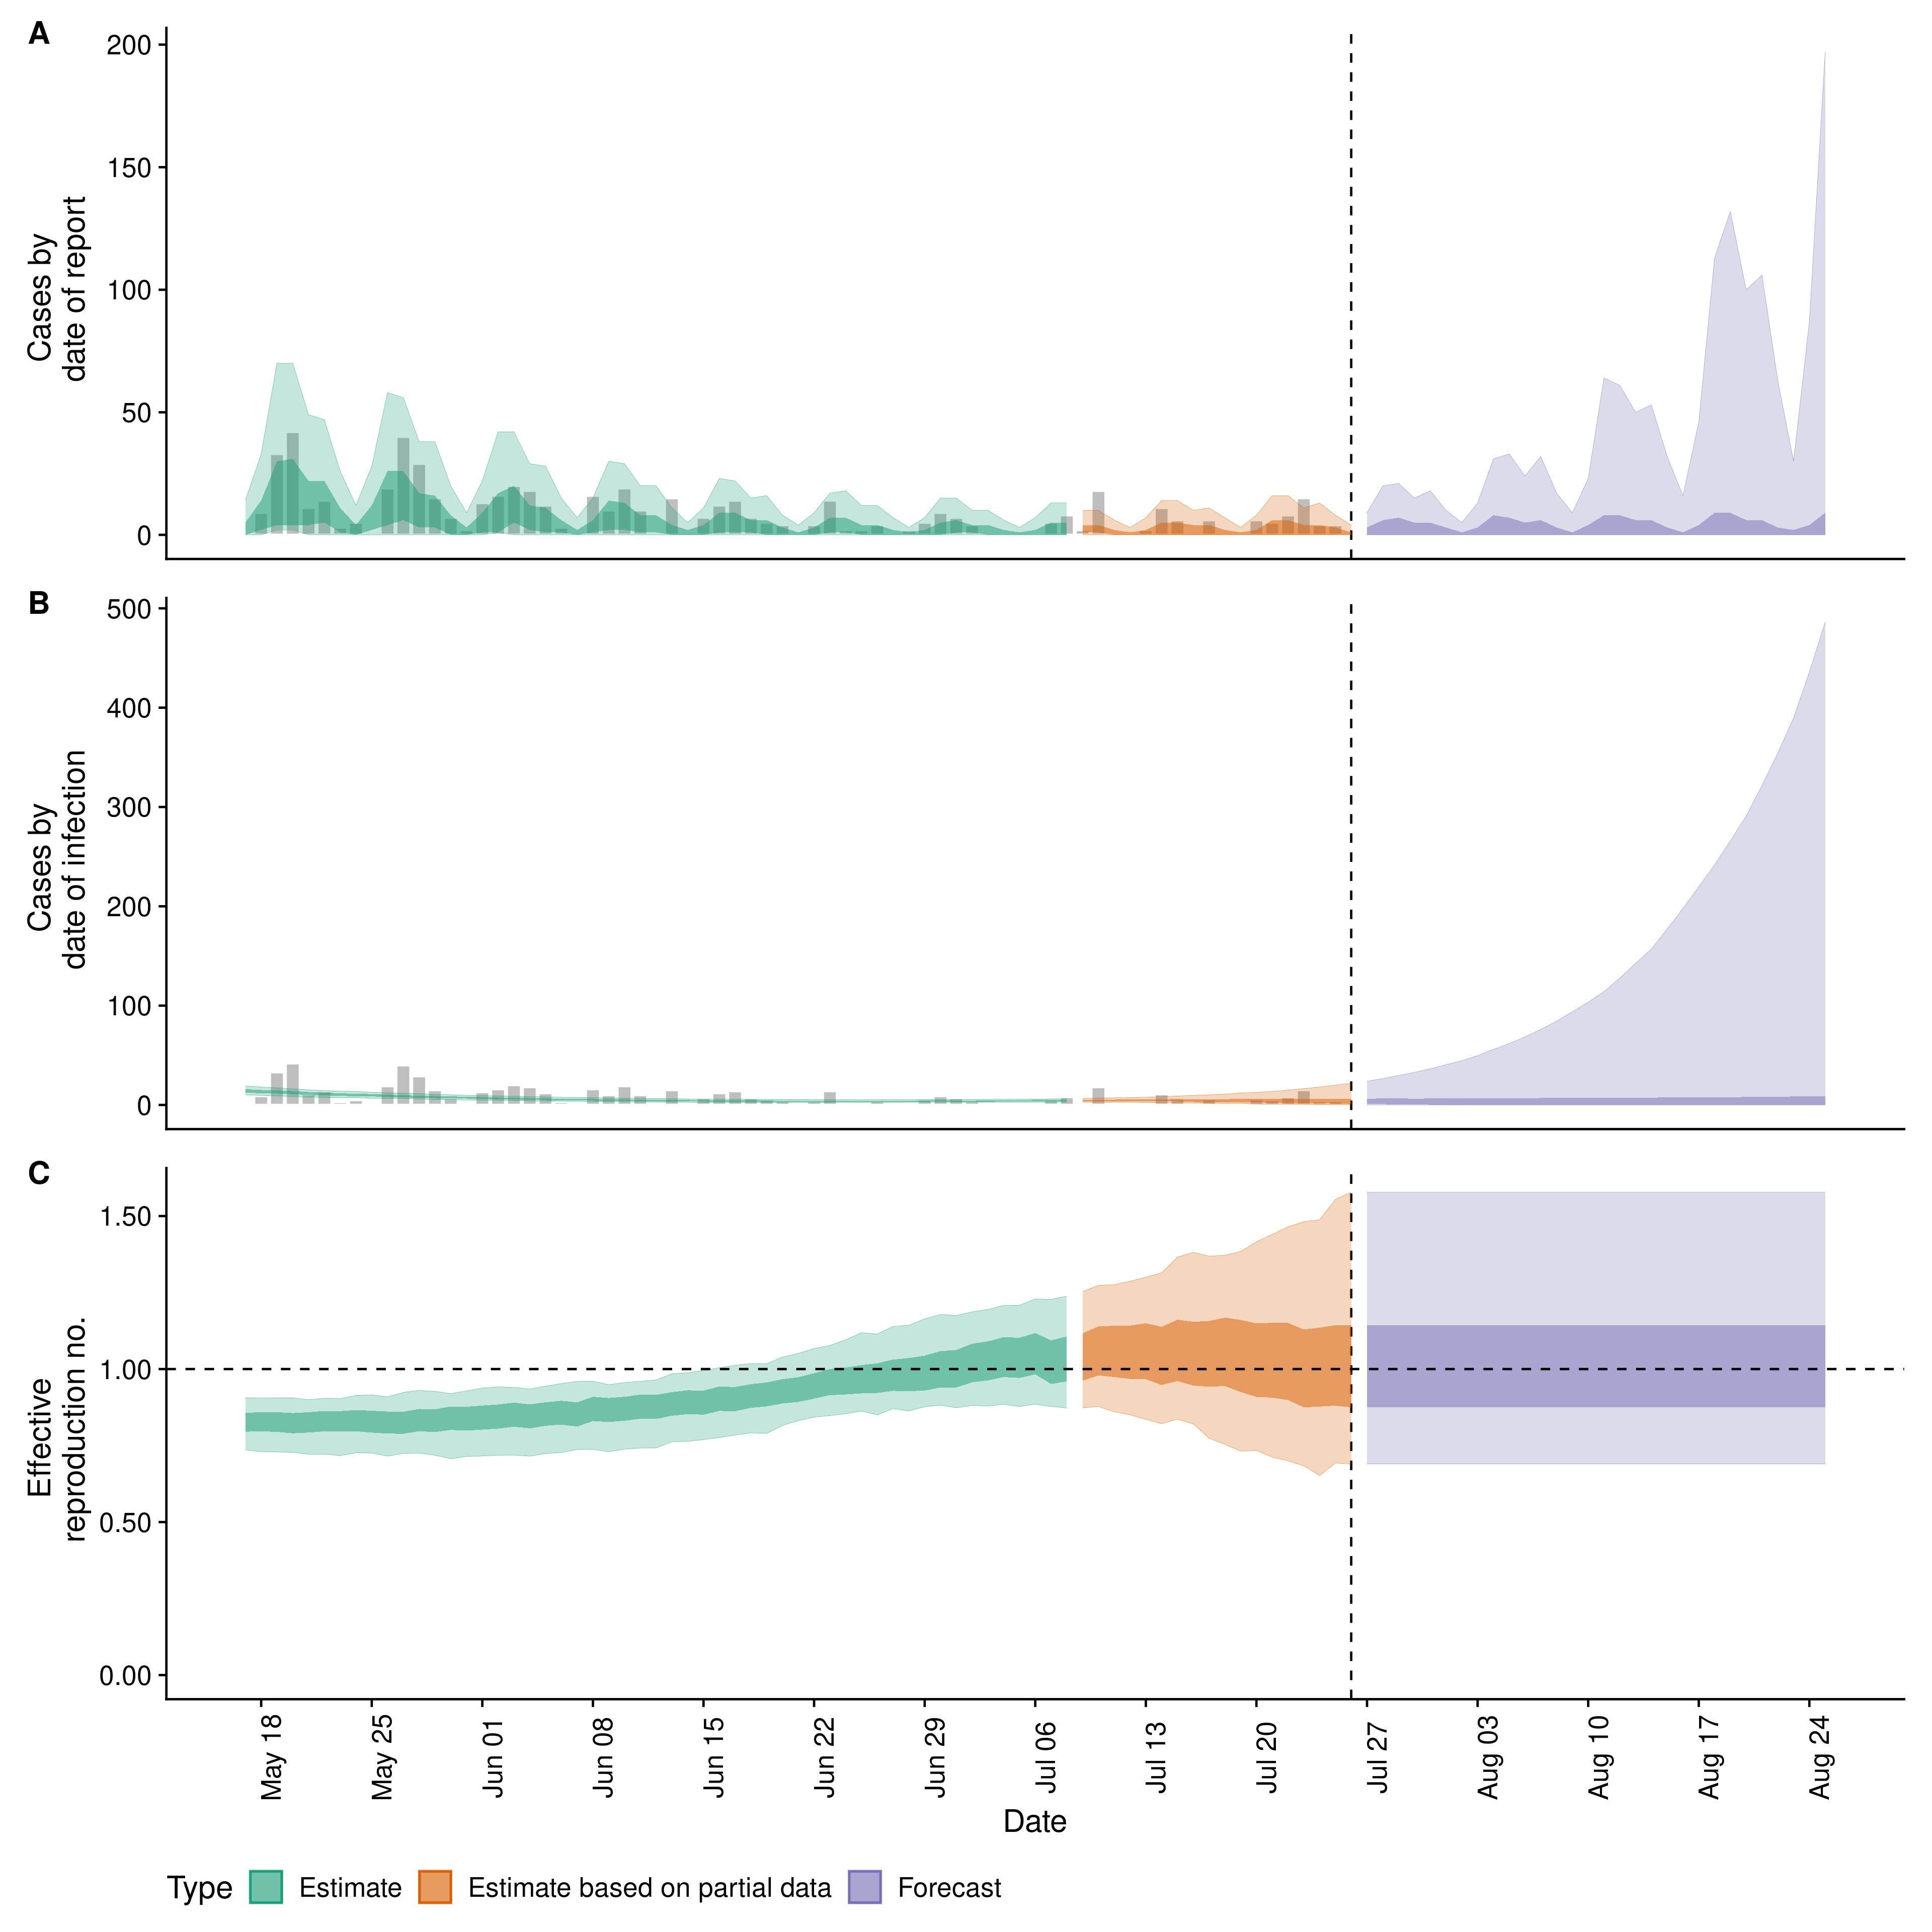 A
200
150
100
50
0
Cases by
date of report
B
500
400
300
200
100
0
Cases by
date of infection
C
1.50
1.00
0.50
0.00
Effective
reproduction no.
May 18
May 25
Jun 01
Jun 08
Jun 15
Jun 22
Jun 29
Jul 06
Jul 13
Jul 20
Jul 27
Aug 03
Aug 10
Aug 17
Aug 24
Date
Type Estimate Estimate based on partial data Forecast